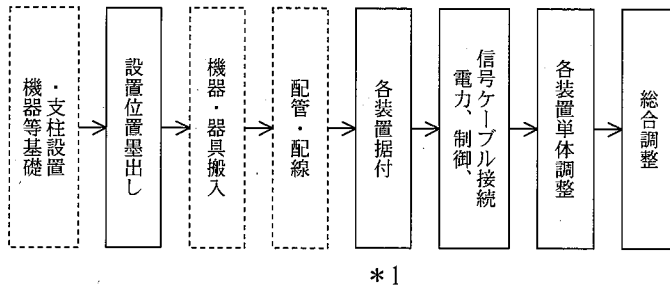 機器等基礎
・支柱設置
設置位置墨出し
機器・器具搬入
配管・配線
各装置据付
電力、制御、
信号ケーブル接続
各装置単体調整
総合調整
*1